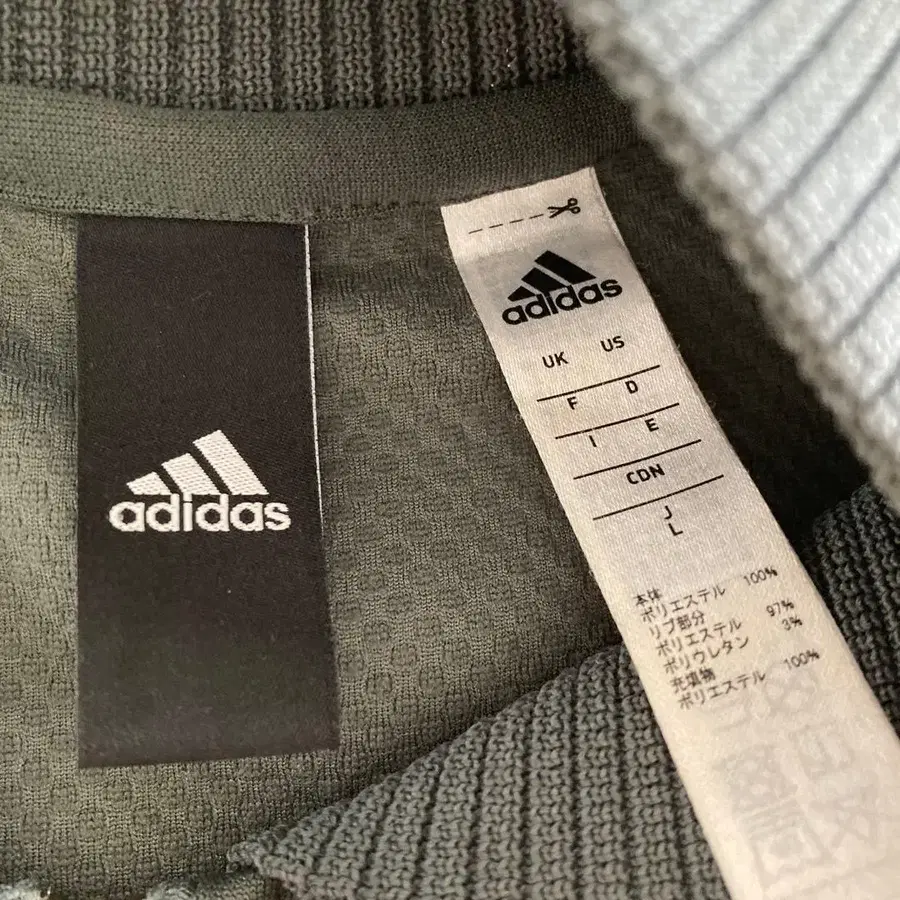 adidas
adidas
UK US
F D
I E
CDN
J
L
本体
ポリエステル 100%
リブ部分
ポリエステル 97%
ポリウレタン 3%
充填物
ポリエステル 100%